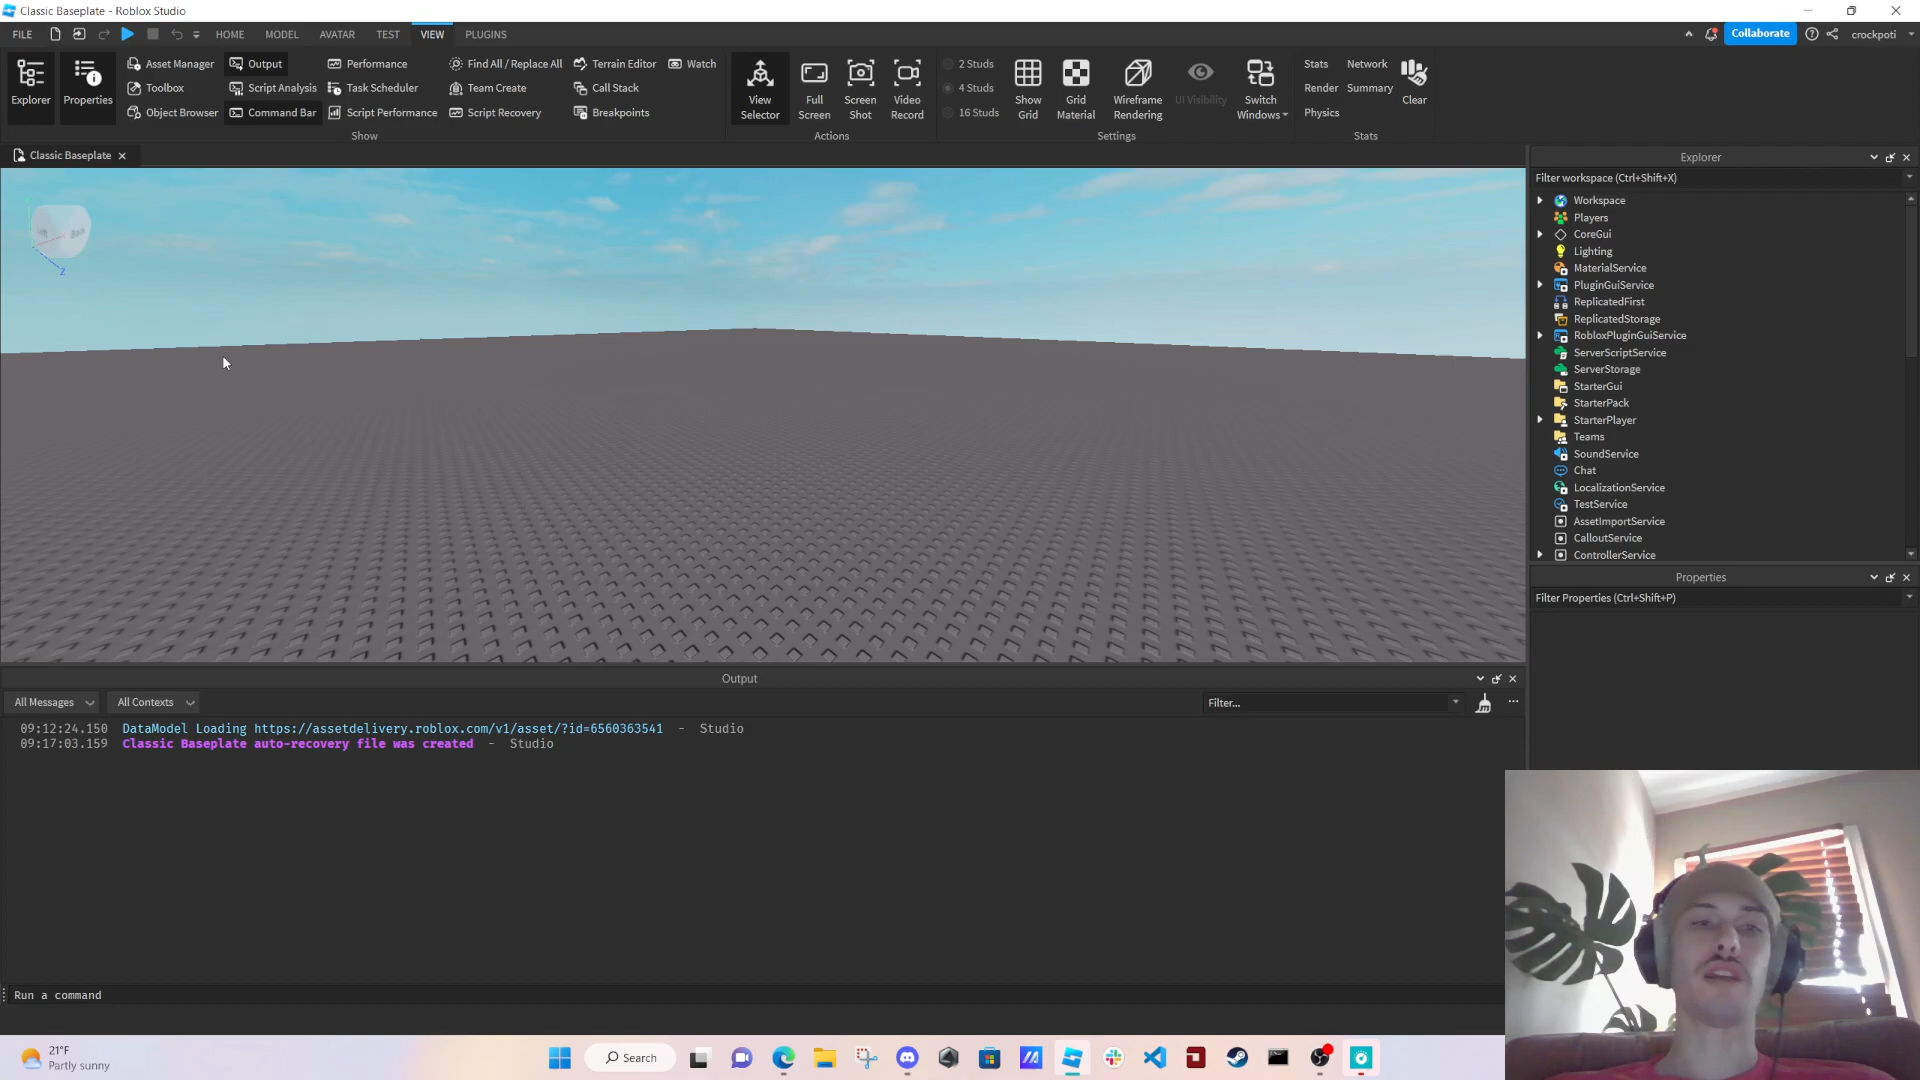 Classic Baseplate - Roblox Studio
FILE HOME MODEL AVATAR TEST VIEW PLUGINS Collaborate crockpoti
Explorer
Properties
Asset Manager
Toolbox
Object Browser
Output
Script Analysis
Command Bar
Performance
Task Scheduler
Script Performance
Find All / Replace All
Team Create
Script Recovery
Terrain Editor
Call Stack
Breakpoints
Watch
Show
View
Selector
Full
Screen
Screen
Shot
Video
Record
Actions
2 Studs
4 Studs
16 Studs
Show
Grid
Grid
Material
Wireframe
Rendering
UI Visibility
Switch
Windows
Settings
Stats
Render
Physics
Network
Summary
Clear
Stats
Classic Baseplate
Back
Z
Explorer
Filter workspace (Ctrl+Shift+X)
Workspace
Players
CoreGui
Lighting
MaterialService
PluginGuiService
ReplicatedFirst
ReplicatedStorage
RobloxPluginGuiService
ServerScriptService
ServerStorage
StarterGui
StarterPack
StarterPlayer
Teams
SoundService
Chat
LocalizationService
TestService
AssetImportService
CalloutService
ControllerService
Properties
Filter Properties (Ctrl+Shift+P)
Output
All Messages All Contexts Filter...
09:12:24.150 DataModel Loading https://assetdelivery.roblox.com/v1/asset/?id=6560363541 - Studio
09:17:03.159 Classic Baseplate auto-recovery file was created - Studio
Run a command
21°F
Partly sunny
Search